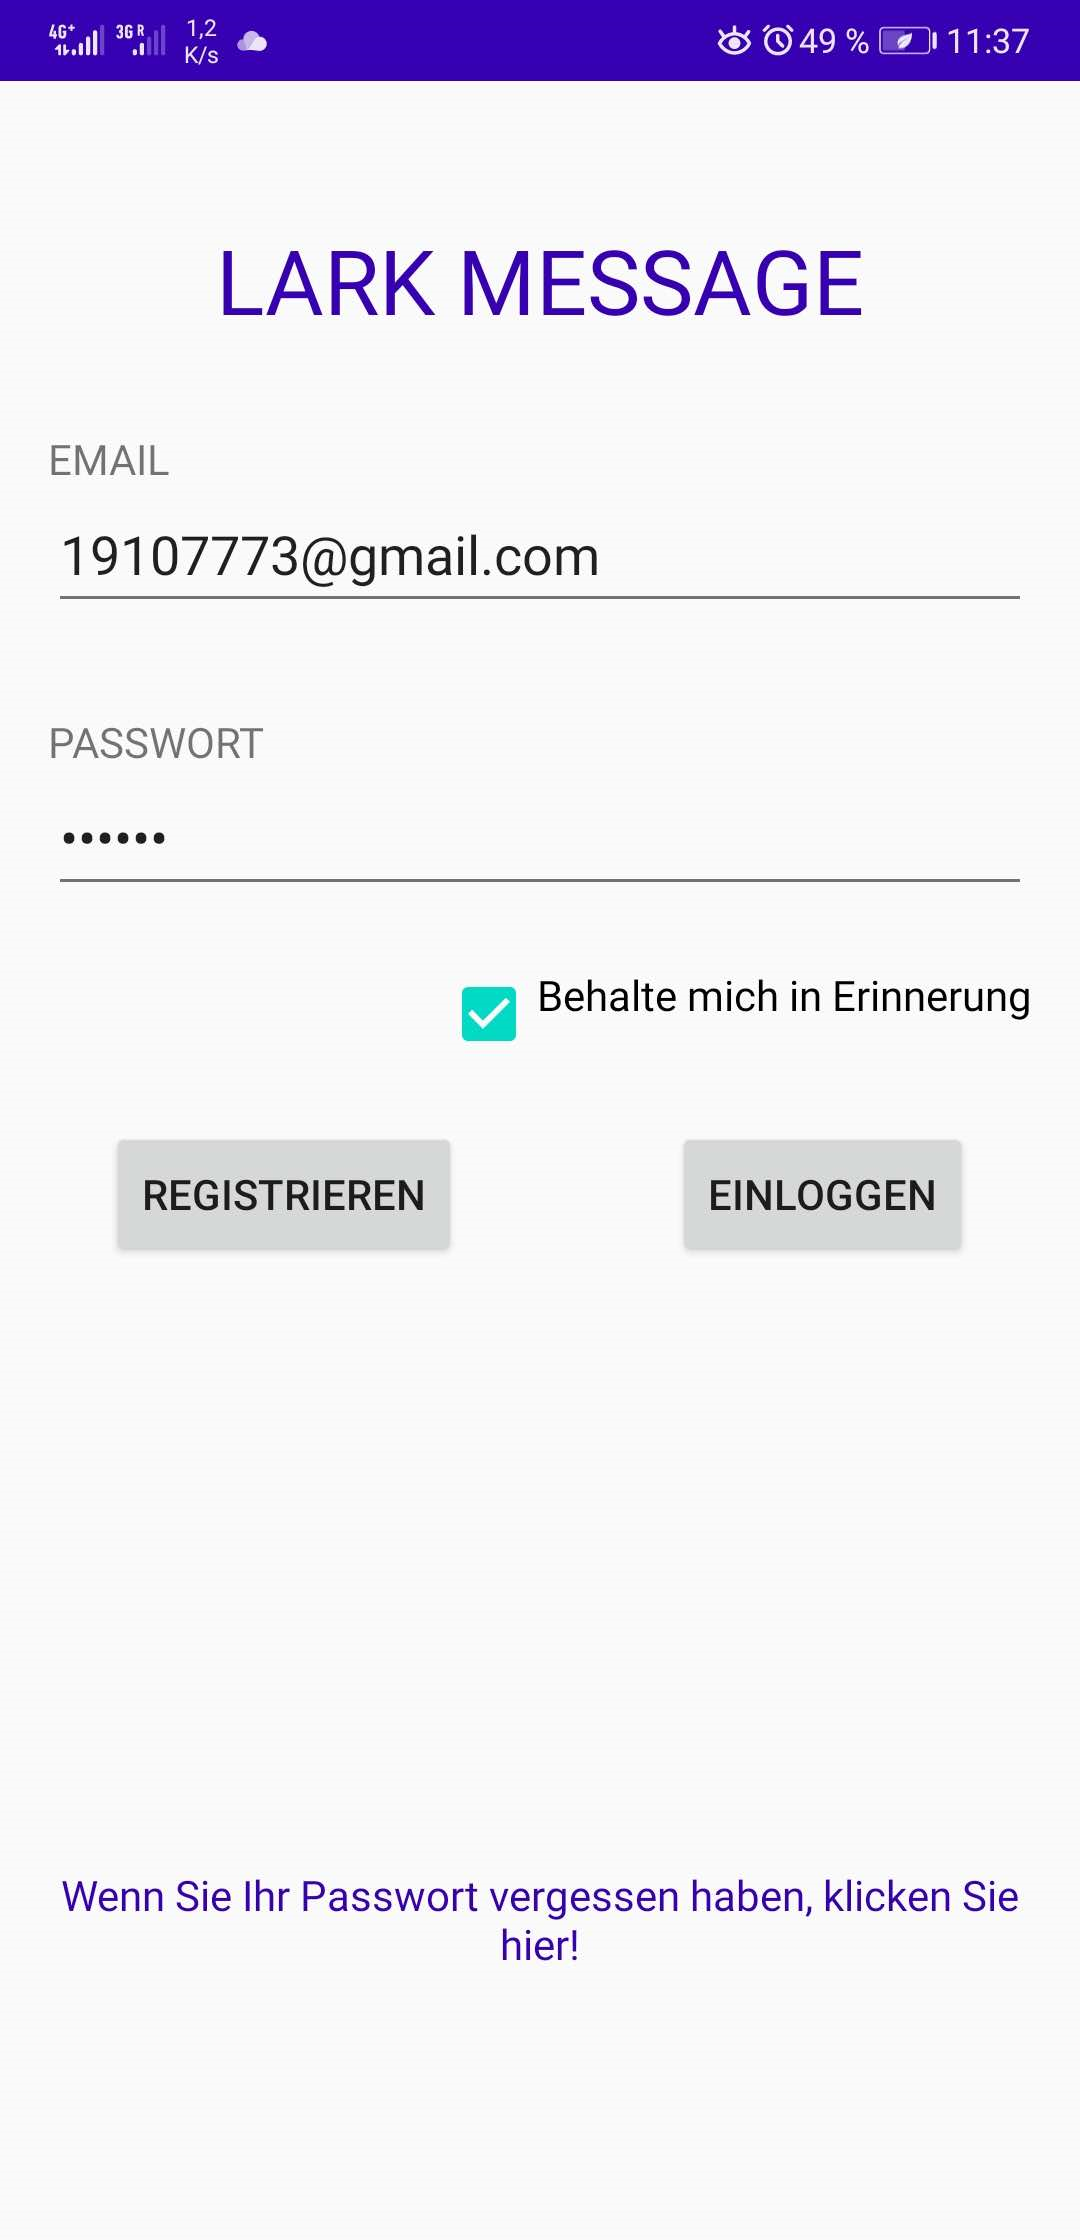 4G+ 3G R 1,2 K/s 49 % 11:37
LARK MESSAGE
EMAIL
19107773@gmail.com
PASSWORT
••••••
Behalte mich in Erinnerung
REGISTRIEREN EINLOGGEN
Wenn Sie Ihr Passwort vergessen haben, klicken Sie
hier!